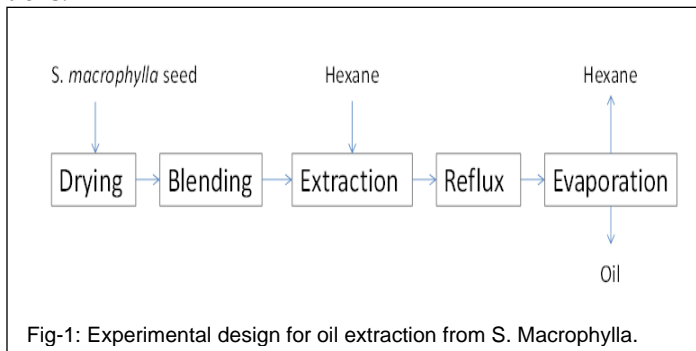 S. macrophylla seed Hexane Hexane
Drying Blending Extraction Reflux Evaporation
Oil
Fig-1: Experimental design for oil extraction from S. Macrophylla.